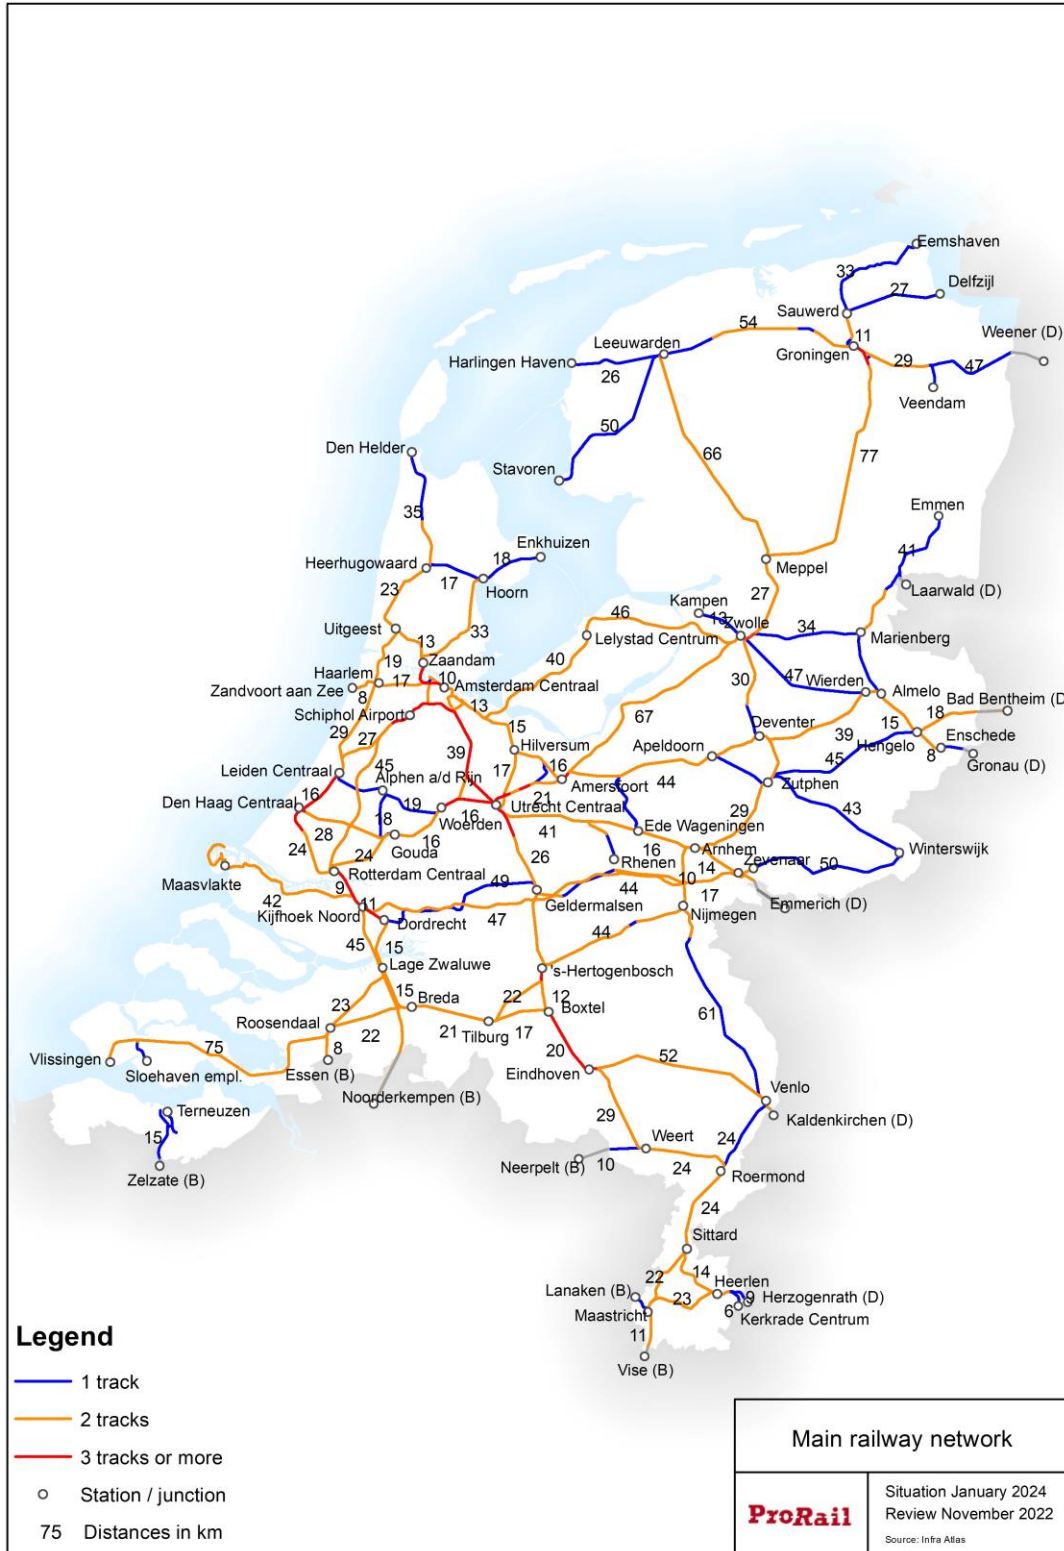 Eemshaven
33
Delfzijl
27
Sauwerd
54
11
Weener (D)
Leeuwarden
Groningen
Harlingen Haven
26
29
47
Veendam
50
Den Helder
66
77
Stavoren
Emmen
35
41
Enkhuizen
18
Heerhugowaard
Meppel
17
Hoorn
Laarwald (D)
23
27
Kampen
46
13
Zwolle
34
Uitgeest
33
Lelystad Centrum
Marienberg
13
19
Zaandam
40
Haarlem
17
10
Amsterdam Centraal
30
47
Wierden
Almelo
Zandvoort aan Zee
8
Bad Bentheim (D)
13
67
18
Schiphol Airport
15
15
29
27
39
Hilversum
Deventer
39
Enschede
Apeldoorn
Hengelo
8
Gronau (D)
Leiden Centraal
45
Alphen a/d Rijn
17
16
44
45
Amersfoort
Zutphen
16
Den Haag Centraal
19
21
Utrecht Centraal
43
Woerden
28
18
16
16
41
29
Ede Wageningen
24
24
Gouda
16
Arnhem
Winterswijk
26
Rhenen
Zevenaar
Rotterdam Centraal
14
50
Maasvlakte
9
49
44
10
42
11
Geldermalsen
17
Emmerich (D)
Kijfhoek Noord
Dordrecht
47
Nijmegen
44
45
15
Lage Zwaluwe
's-Hertogenbosch
15
Breda
22
12
Boxtel
23
61
Roosendaal
22
21
Tilburg
17
75
20
52
Vlissingen
8
Sloehaven empl.
Essen (B)
Eindhoven
Noorderkempen (B)
Venlo
Terneuzen
29
Kaldenkirchen (D)
15
Weert
24
Neerpelt (B)
10
24
Zelzate (B)
Roermond
24
Sittard
22
14
Heerlen
Lanaken (B)
23
9
Herzogenrath (D)
Maastricht
6
Kerkrade Centrum
11
Vise (B)
Legend
1 track
2 tracks
3 tracks or more
Station / junction
75 Distances in km
Main railway network
ProRail
Situation January 2024
Review November 2022
Source: Infra Atlas